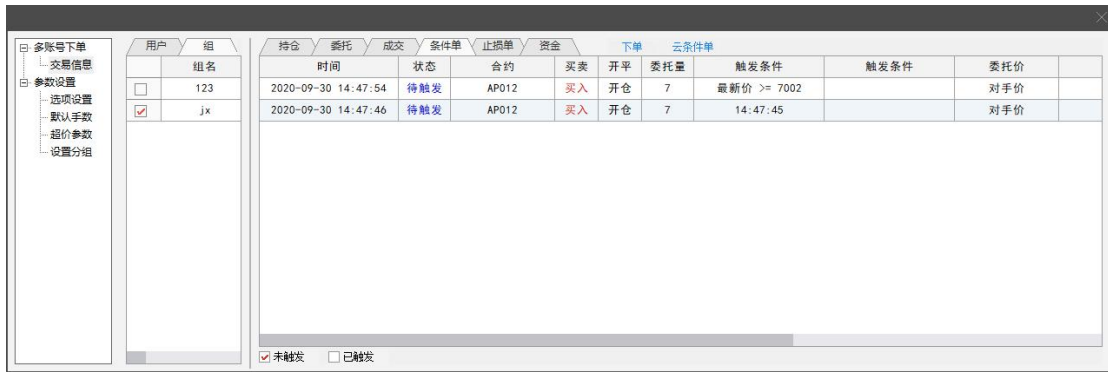 多账号下单
交易信息
参数设置
选项设置
默认手数
超价参数
设置分组
用户 组
组名
123
jx
持仓 委托 成交 条件单 止损单 资金 下单 云条件单
时间 状态 合约 买卖 开平 委托量 触发条件 触发条件 委托价
2020-09-30 14:47:54 待触发 AP012 买入 开仓 7 最新价 >= 7002 对手价
2020-09-30 14:47:46 待触发 AP012 买入 开仓 7 14:47:45 对手价
未触发 已触发